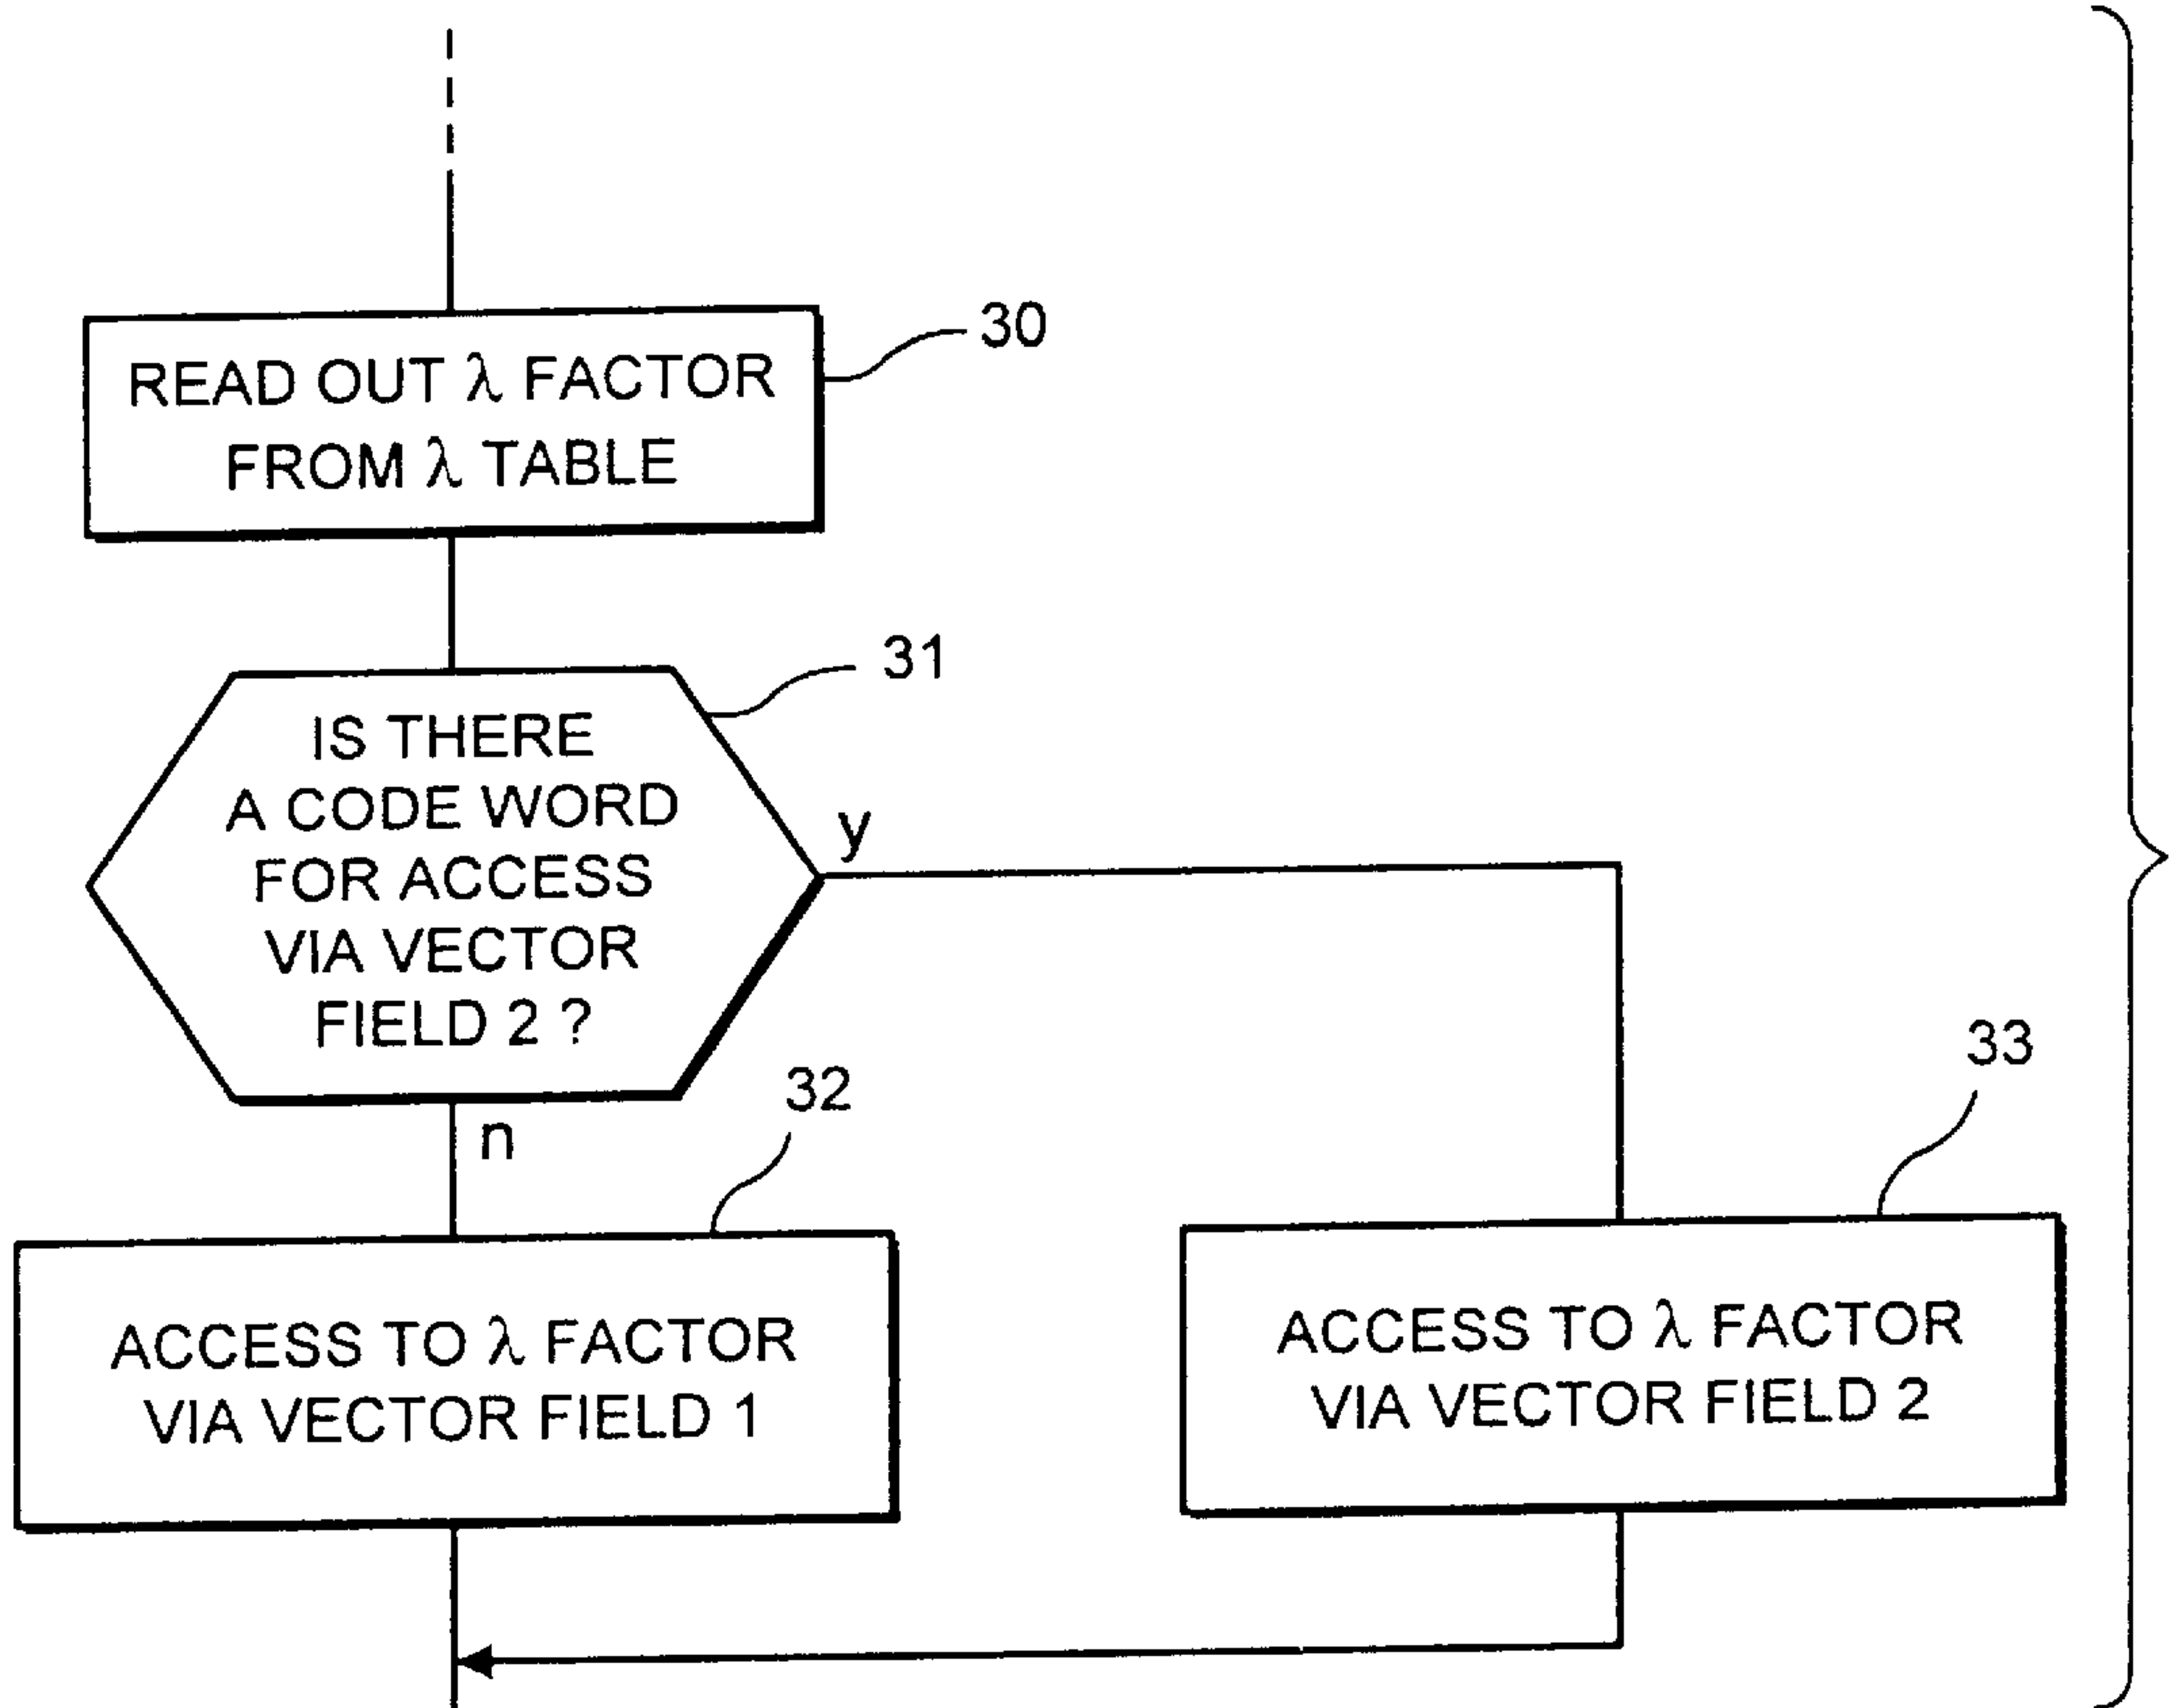 30
READ OUT λ FACTOR
FROM λ TABLE
31
IS THERE
A CODE WORD
FOR ACCESS
VIA VECTOR
FIELD 2 ?
y
n
32
ACCESS TO λ FACTOR
VIA VECTOR FIELD 1
33
ACCESS TO λ FACTOR
VIA VECTOR FIELD 2